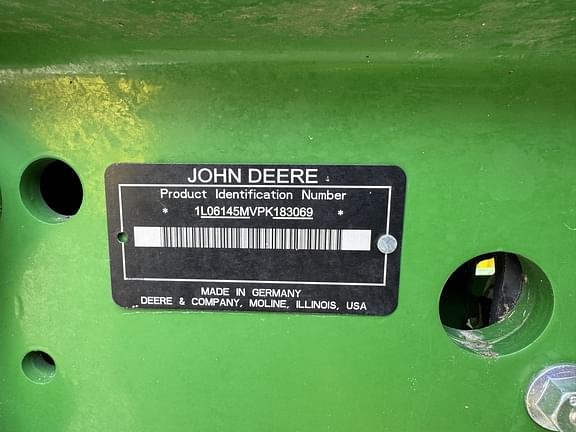 JOHN DEERE
Product Identification Number
* 1L06145MVPK183069 *
MADE IN GERMANY
DEERE & COMPANY, MOLINE, ILLINOIS, USA